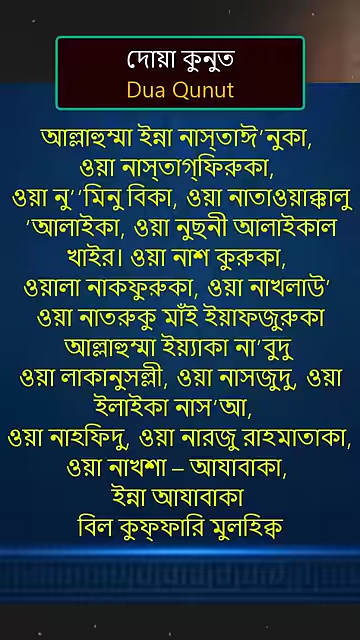 দোয়া কুনুত
Dua Qunut
আল্লাহুম্মা ইন্না নাস্‌তাঈ’নুকা,
ওয়া নাস্‌তাগ্‌ফিরুকা,
ওয়া নু’’মিনু বিকা, ওয়া নাতাওয়াক্কালু
‘আলাইকা, ওয়া নুছনী আলাইকাল
খাইর। ওয়া নাশ কুরুকা,
ওয়ালা নাকফুরুকা, ওয়া নাখলাউ’
ওয়া নাতরুকু মাঁই ইয়াফজুরুকা
আল্লাহুম্মা ইয়্যাকা না’বুদু
ওয়া লাকানুসল্লী, ওয়া নাসজুদু, ওয়া
ইলাইকা নাস’আ,
ওয়া নাহফিদু, ওয়া নারজু রাহমাতাকা,
ওয়া নাখশা – আযাবাকা,
ইন্না আযাবাকা
বিল কুফ্‌ফারি মুলহিক্ব